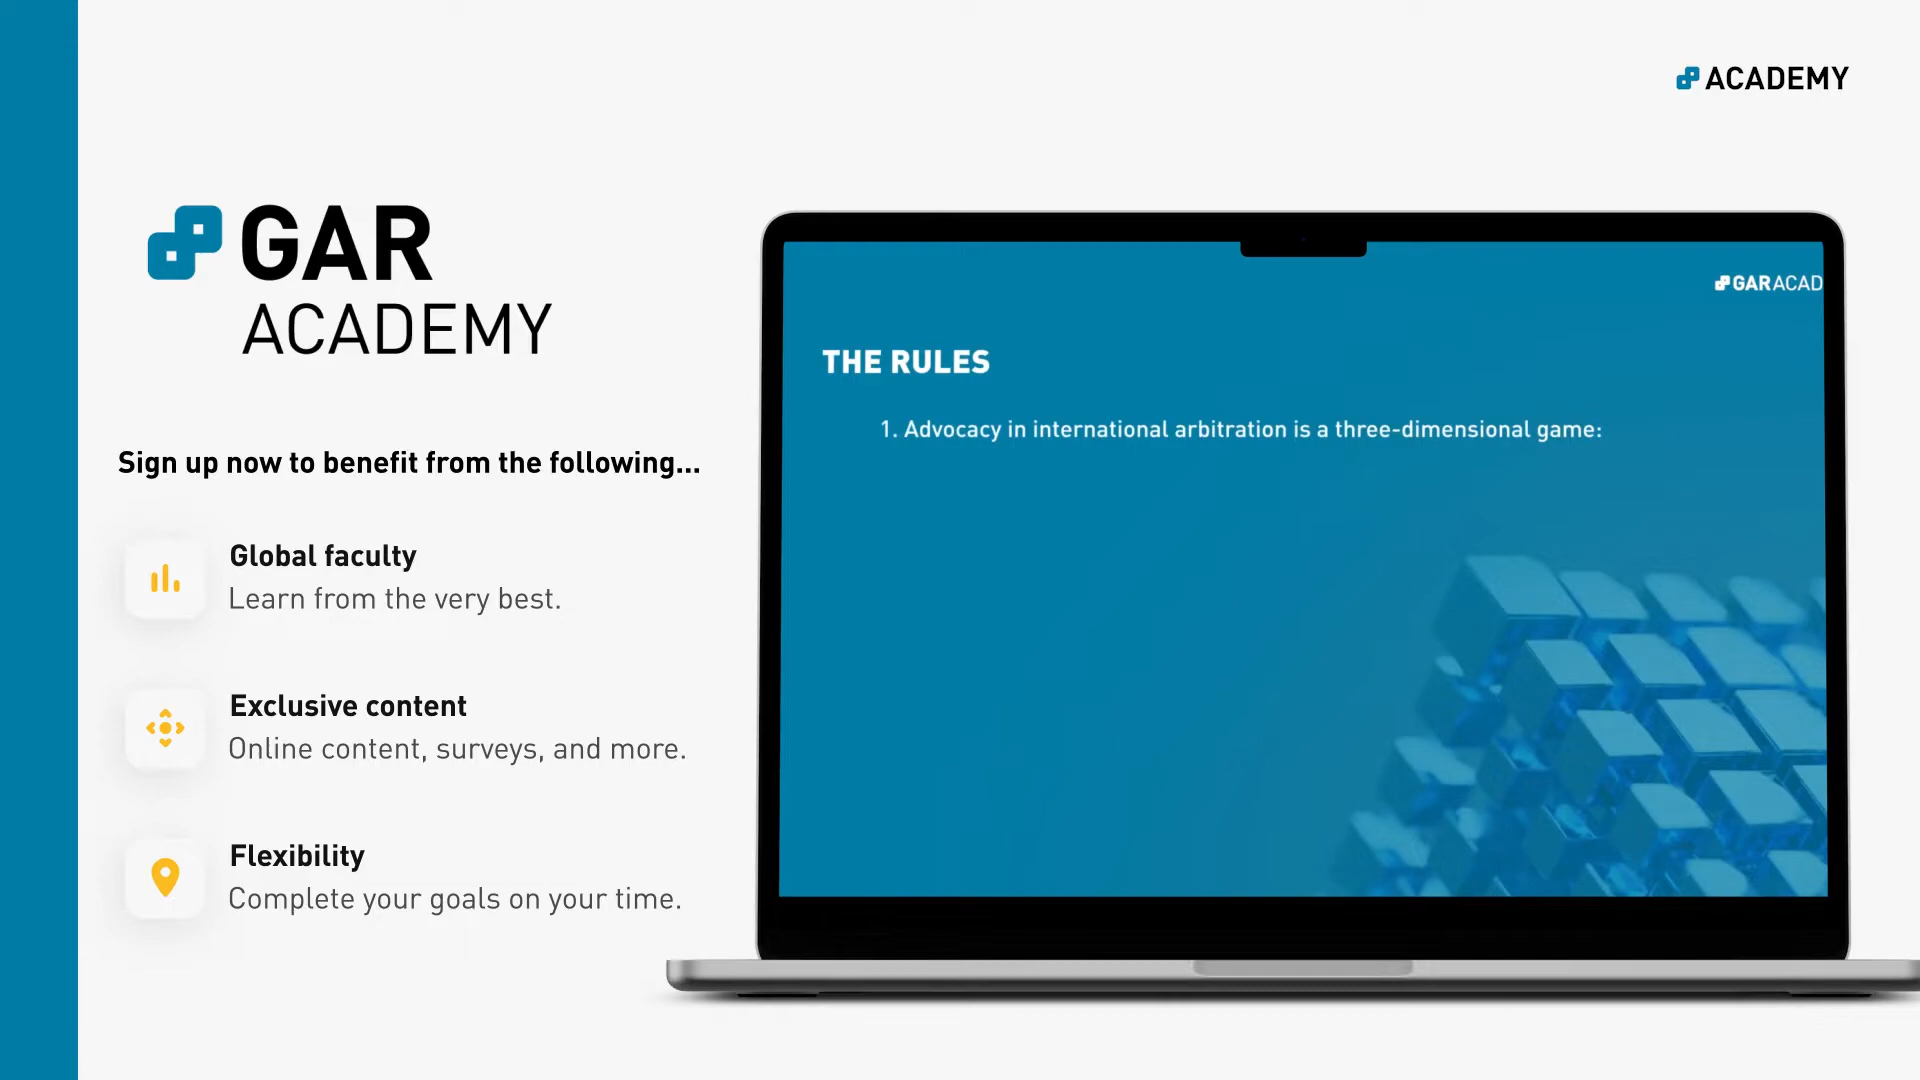 ACADEMY
GAR
ACADEMY
Sign up now to benefit from the following...
Global faculty
Learn from the very best.
Exclusive content
Online content, surveys, and more.
Flexibility
Complete your goals on your time.
GARACAD
THE RULES
1. Advocacy in international arbitration is a three-dimensional game: